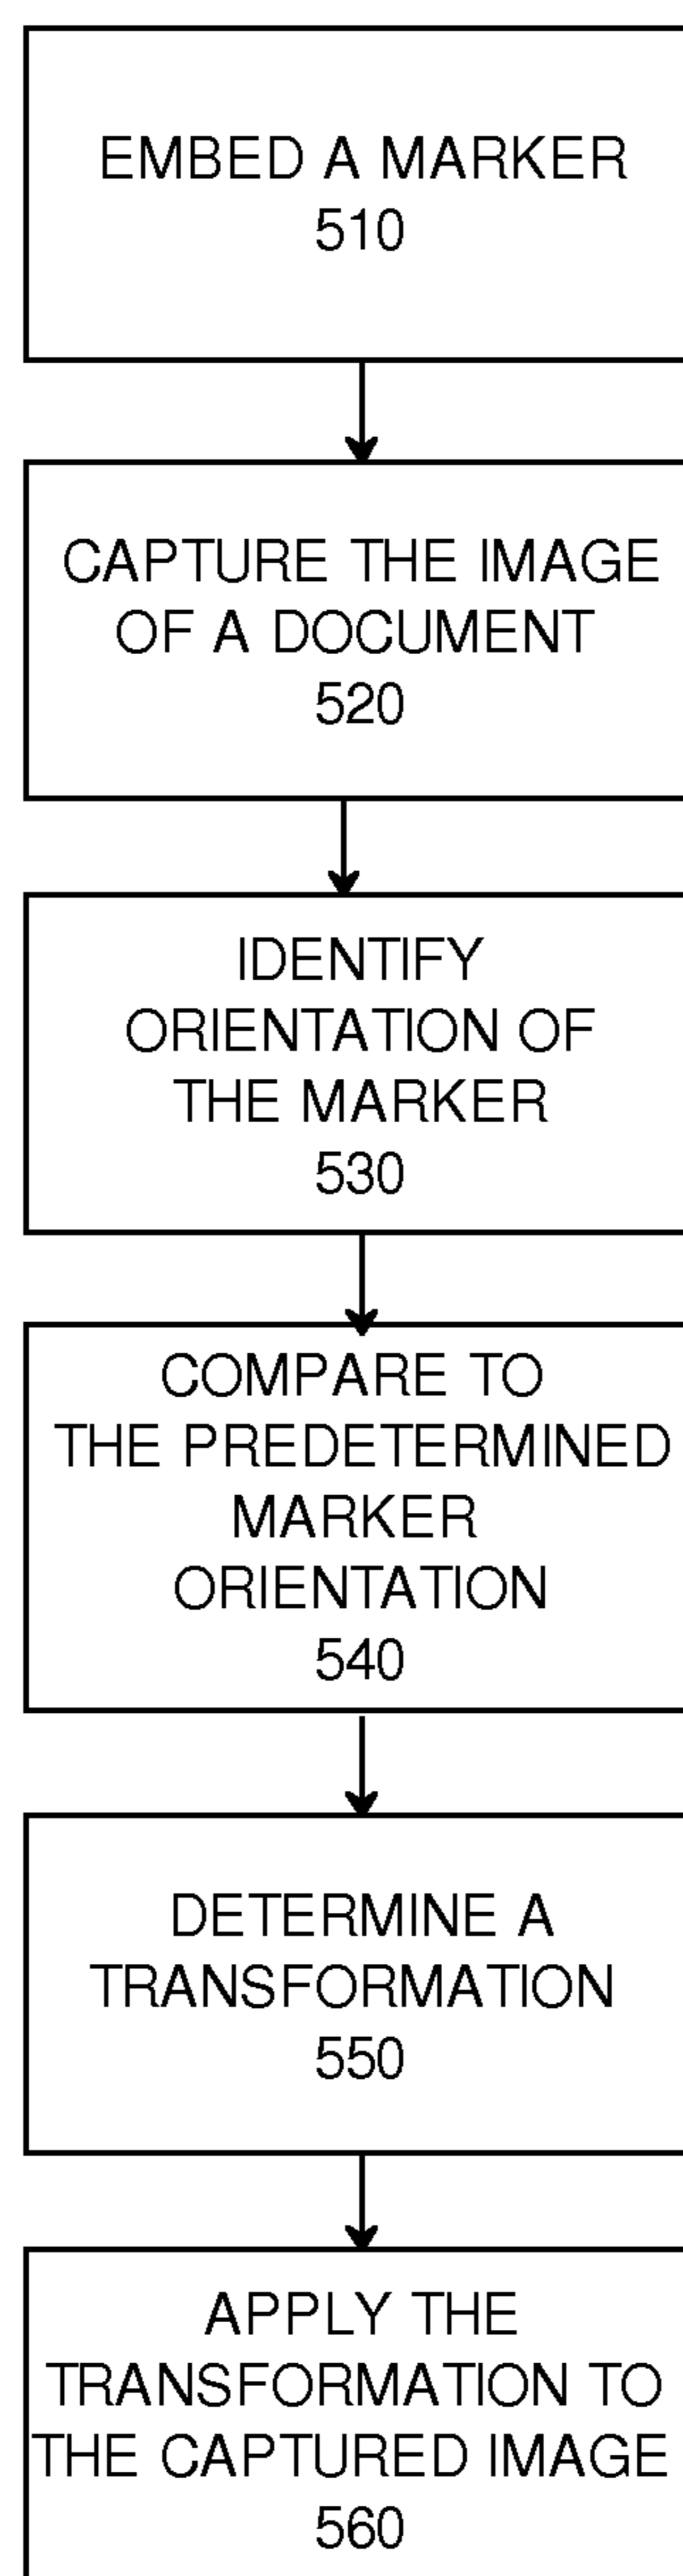 EMBED A MARKER
510
CAPTURE THE IMAGE
OF A DOCUMENT
520
IDENTIFY
ORIENTATION OF
THE MARKER
530
COMPARE TO
THE PREDETERMINED
MARKER
ORIENTATION
540
DETERMINE A
TRANSFORMATION
550
APPLY THE
TRANSFORMATION TO
THE CAPTURED IMAGE
560